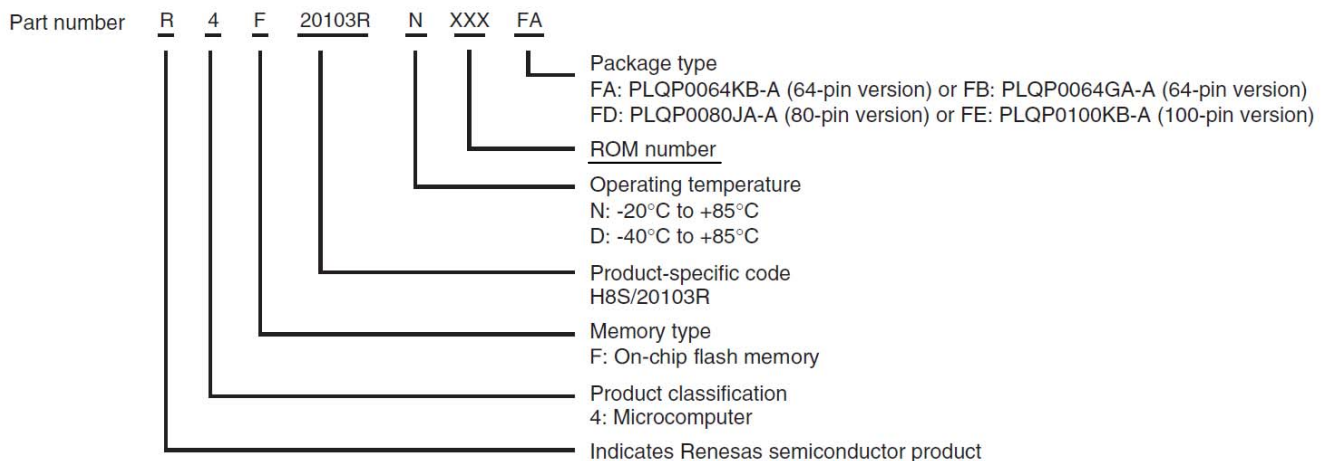 Part number R 4 F 20103R N XXX FA
Package type
FA: PLQP0064KB-A (64-pin version) or FB: PLQP0064GA-A (64-pin version)
FD: PLQP0080JA-A (80-pin version) or FE: PLQP0100KB-A (100-pin version)
ROM number
Operating temperature
N: -20°C to +85°C
D: -40°C to +85°C
Product-specific code
H8S/20103R
Memory type
F: On-chip flash memory
Product classification
4: Microcomputer
Indicates Renesas semiconductor product